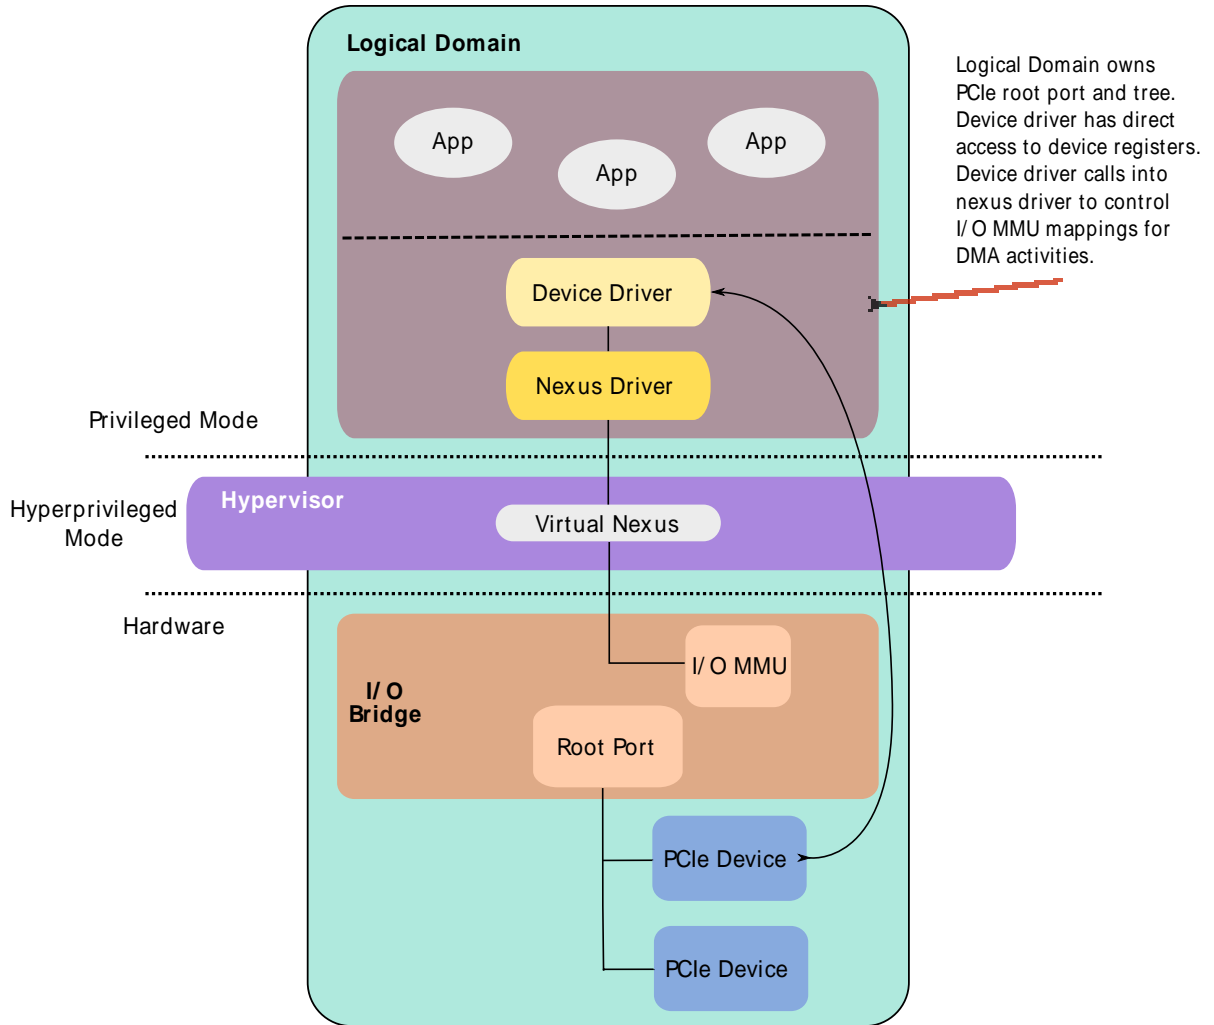 Logical Domain
App
App
App
Logical Domain owns
PCIe root port and tree.
Device driver has direct
access to device registers.
Device driver calls into
nexus driver to control
I/O MMU mappings for
DMA activities.
Device Driver
Nexus Driver
Privileged Mode
Hypervisor
Hyperprivileged
Mode
Virtual Nexus
Hardware
I/O MMU
I/O
Bridge
Root Port
PCIe Device
PCIe Device